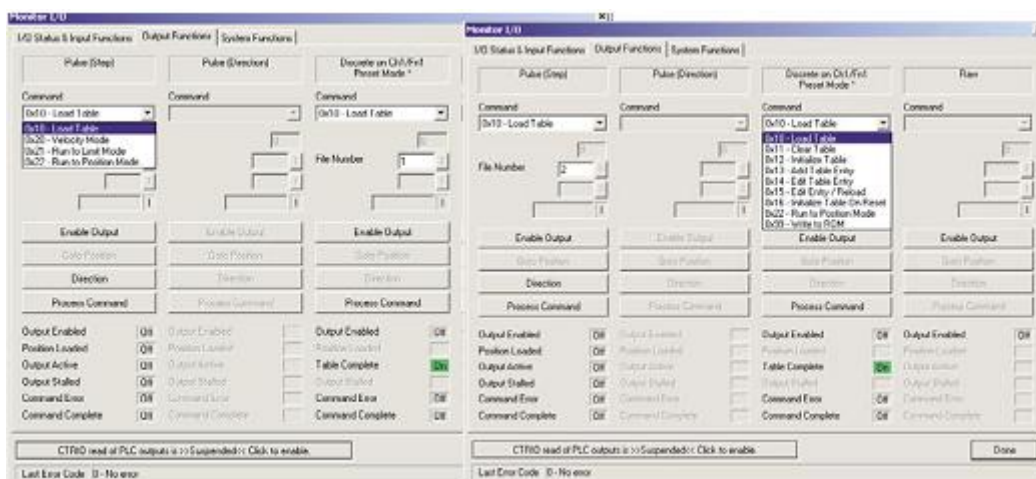 Monitor I/O
I/O Status & Input Functions Output Functions System Functions
Pulse (Step) Pulse (Direction) Discrete on Ch1/Fn1 Preset Mode *
Command Command Command
0x10 - Load Table 0x10 - Load Table
0x10 - Load Table
0x20 - Velocity Mode
0x21 - Run to Limit Mode
0x22 - Run to Position Mode
File Number 1
Enable Output Enable Output Enable Output
Goto Position Goto Position Goto Position
Direction Direction Direction
Process Command Process Command Process Command
Output Enabled Off Output Enabled Output Enabled Off
Position Loaded Off Position Loaded Position Loaded
Output Active Off Output Active Table Complete On
Output Stalled Off Output Stalled Output Stalled
Command Error Off Command Error Command Error Off
Command Complete Off Command Complete Command Complete Off
CTRIO read of PLC outputs is >>Suspended<< Click to enable.
Last Error Code 0 - No error
Monitor I/O
I/O Status & Input Functions Output Functions System Functions
Pulse (Step) Pulse (Direction) Discrete on Ch1/Fn1 Preset Mode * Raw
Command Command Command Command
0x10 - Load Table 0x10 - Load Table
0x10 - Load Table
0x11 - Clear Table
0x12 - Initialize Table
0x13 - Add Table Entry
0x14 - Edit Table Entry
0x15 - Edit Entry / Reload
0x16 - Initialize Table On Reset
0x22 - Run to Position Mode
0x99 - Write to ROM
File Number 2
Enable Output Enable Output Enable Output Enable Output
Goto Position Goto Position Goto Position Goto Position
Direction Direction Direction Direction
Process Command Process Command Process Command Process Command
Output Enabled Off Output Enabled Output Enabled Off Output Enabled Off
Position Loaded Off Position Loaded Position Loaded Position Loaded
Output Active Off Output Active Table Complete On Output Active
Output Stalled Off Output Stalled Output Stalled Output Stalled
Command Error Off Command Error Command Error Off Command Error
Command Complete Off Command Complete Command Complete Off Command Complete
CTRIO read of PLC outputs is >>Suspended<< Click to enable. Done
Last Error Code 0 - No error